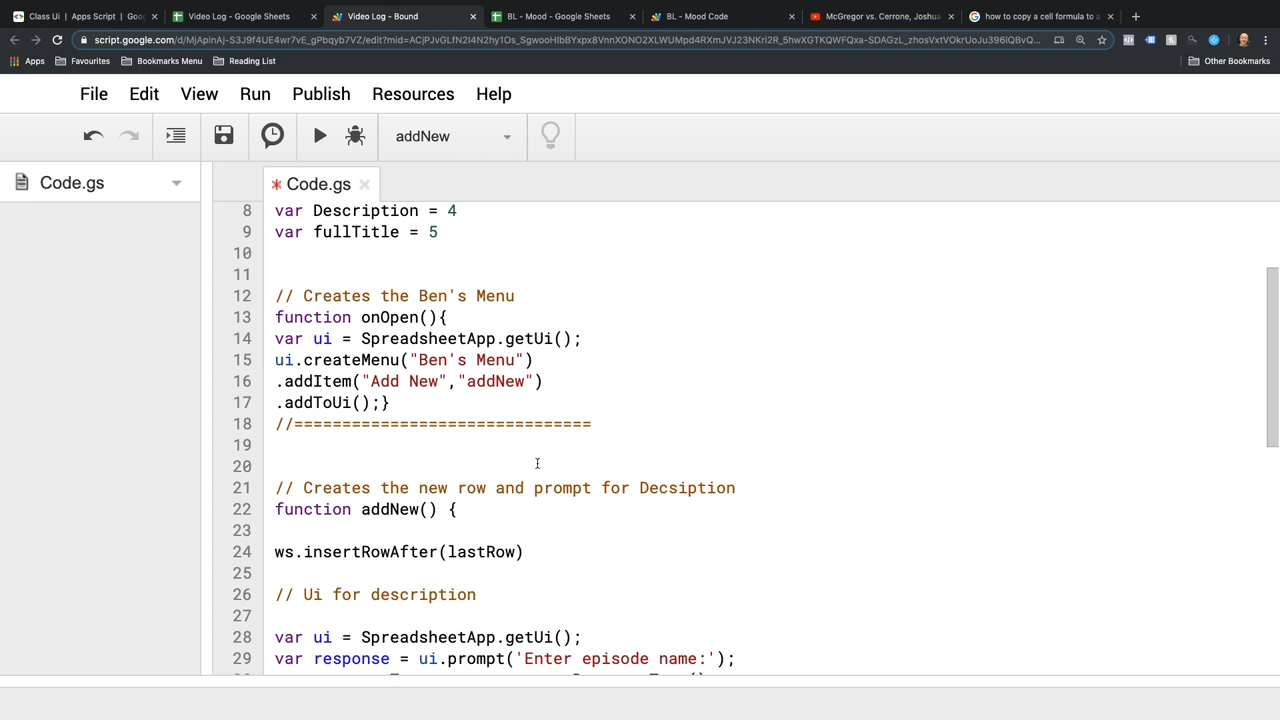 Class Ui | Apps Script | Goo
Video Log - Google Sheets
Video Log - Bound
BL - Mood - Google Sheets
BL - Mood Code
McGregor vs. Cerrone, Joshua
how to copy a cell formula to a
Apps
Favourites
Bookmarks Menu
Reading List
Other Bookmarks
File Edit View Run Publish Resources Help
addNew
Code.gs
* Code.gs
8 var Description = 4
9 var fullTitle = 5
10
11
12 // Creates the Ben's Menu
13 function onOpen(){
14 var ui = SpreadsheetApp.getUi();
15 ui.createMenu("Ben's Menu")
16 .addItem("Add New","addNew")
17 .addToUi();}
18 //===============================
19
20
21 // Creates the new row and prompt for Decsiption
22 function addNew() {
23
24 ws.insertRowAfter(lastRow)
25
26 // Ui for description
27
28 var ui = SpreadsheetApp.getUi();
29 var response = ui.prompt('Enter episode name:');